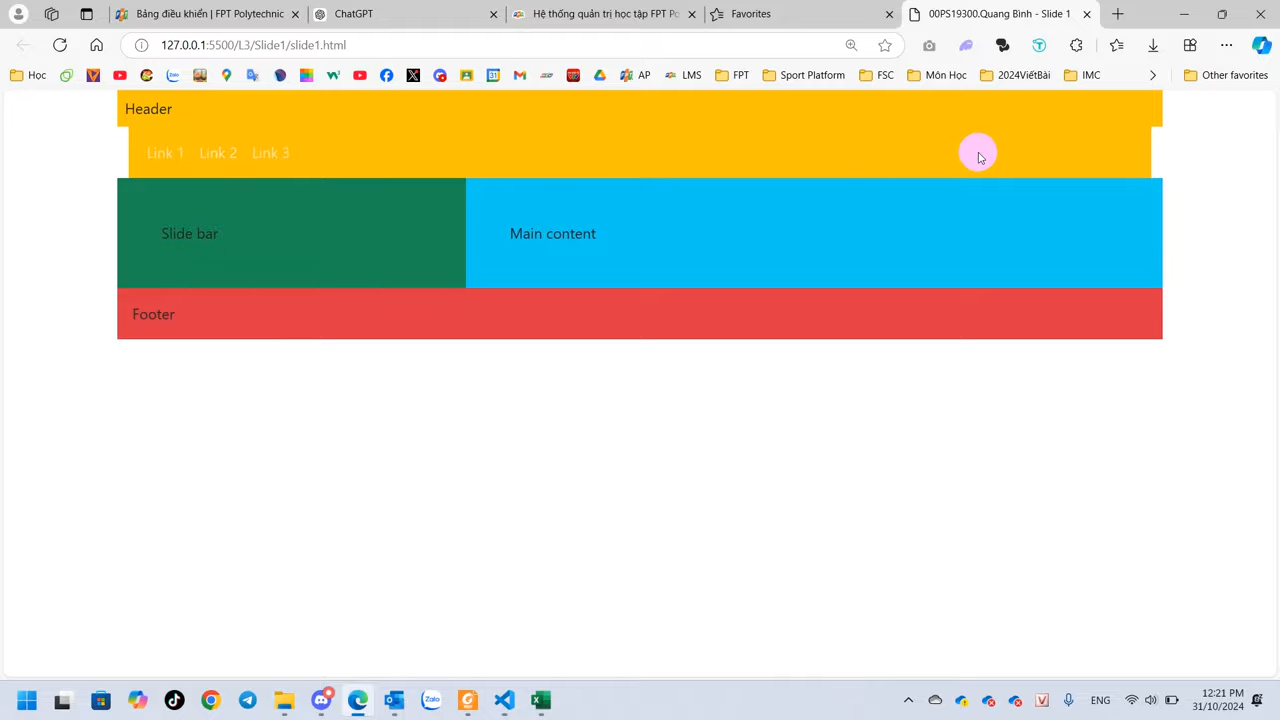 Bảng điều khiển | FPT Polytechnic
ChatGPT
Hệ thống quản trị học tập FPT Po
Favorites
00PS19300.Quang Bình - Slide 1
127.0.0.1:5500/L3/Slide1/slide1.html
Học
AP
LMS
FPT
Sport Platform
FSC
Môn Học
2024ViếtBài
IMC
Other favorites
Header
Link 1 Link 2 Link 3
Slide bar
Main content
Footer
Zalo
ENG
12:21 PM
31/10/2024